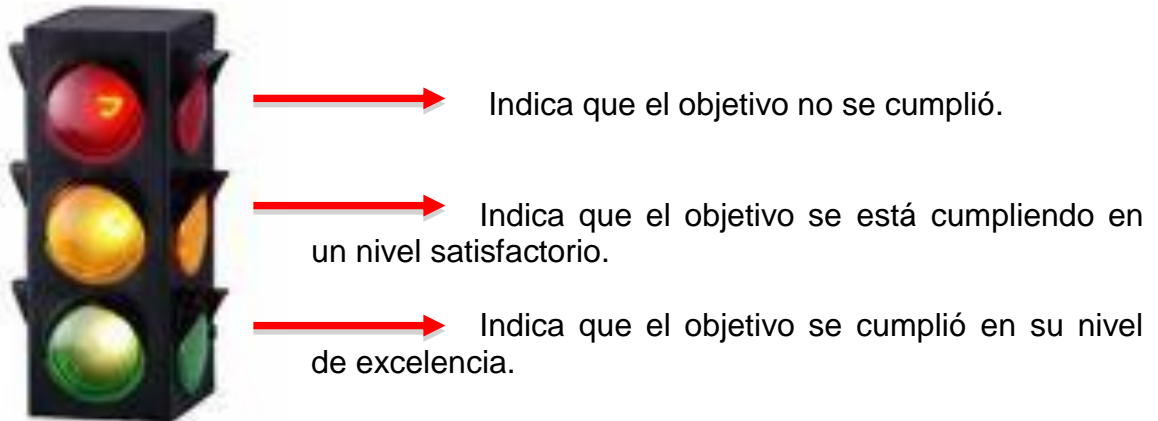 Indica que el objetivo no se cumplió.
Indica que el objetivo se está cumpliendo en
un nivel satisfactorio.
Indica que el objetivo se cumplió en su nivel
de excelencia.